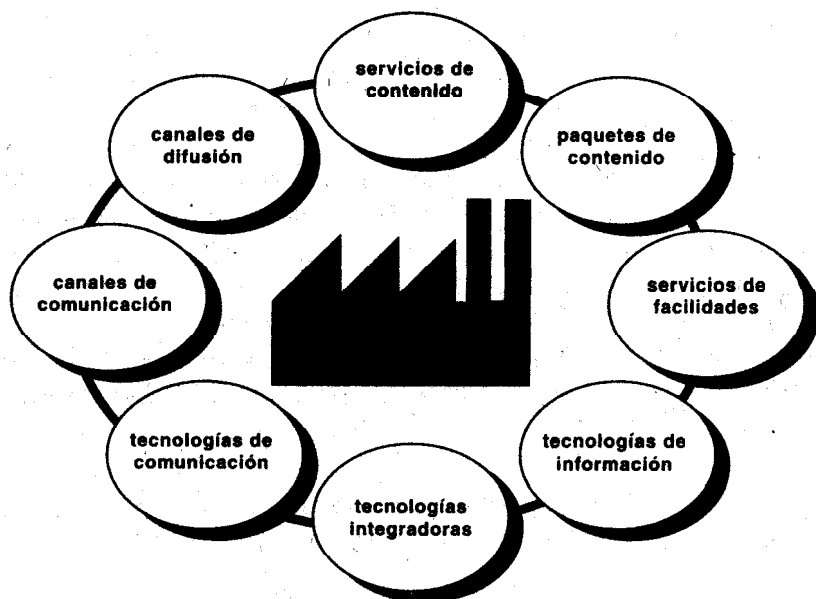 servicios de
contenido
paquetes de
contenido
servicios de
facilidades
tecnologías de
información
tecnologías
integradoras
tecnologías de
comunicación
canales de
comunicación
canales de
difusión